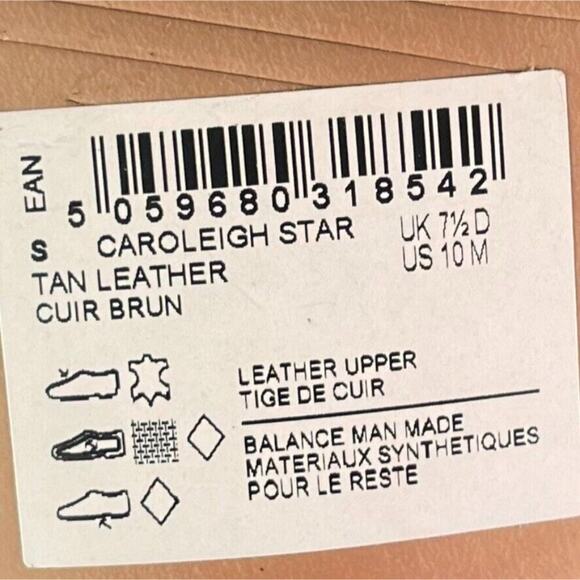 EAN
5 059680 318542
S CAROLEIGH STAR UK 7½ D
TAN LEATHER US 10 M
CUIR BRUN
LEATHER UPPER
TIGE DE CUIR
BALANCE MAN MADE
MATERIAUX SYNTHETIQUES
POUR LE RESTE